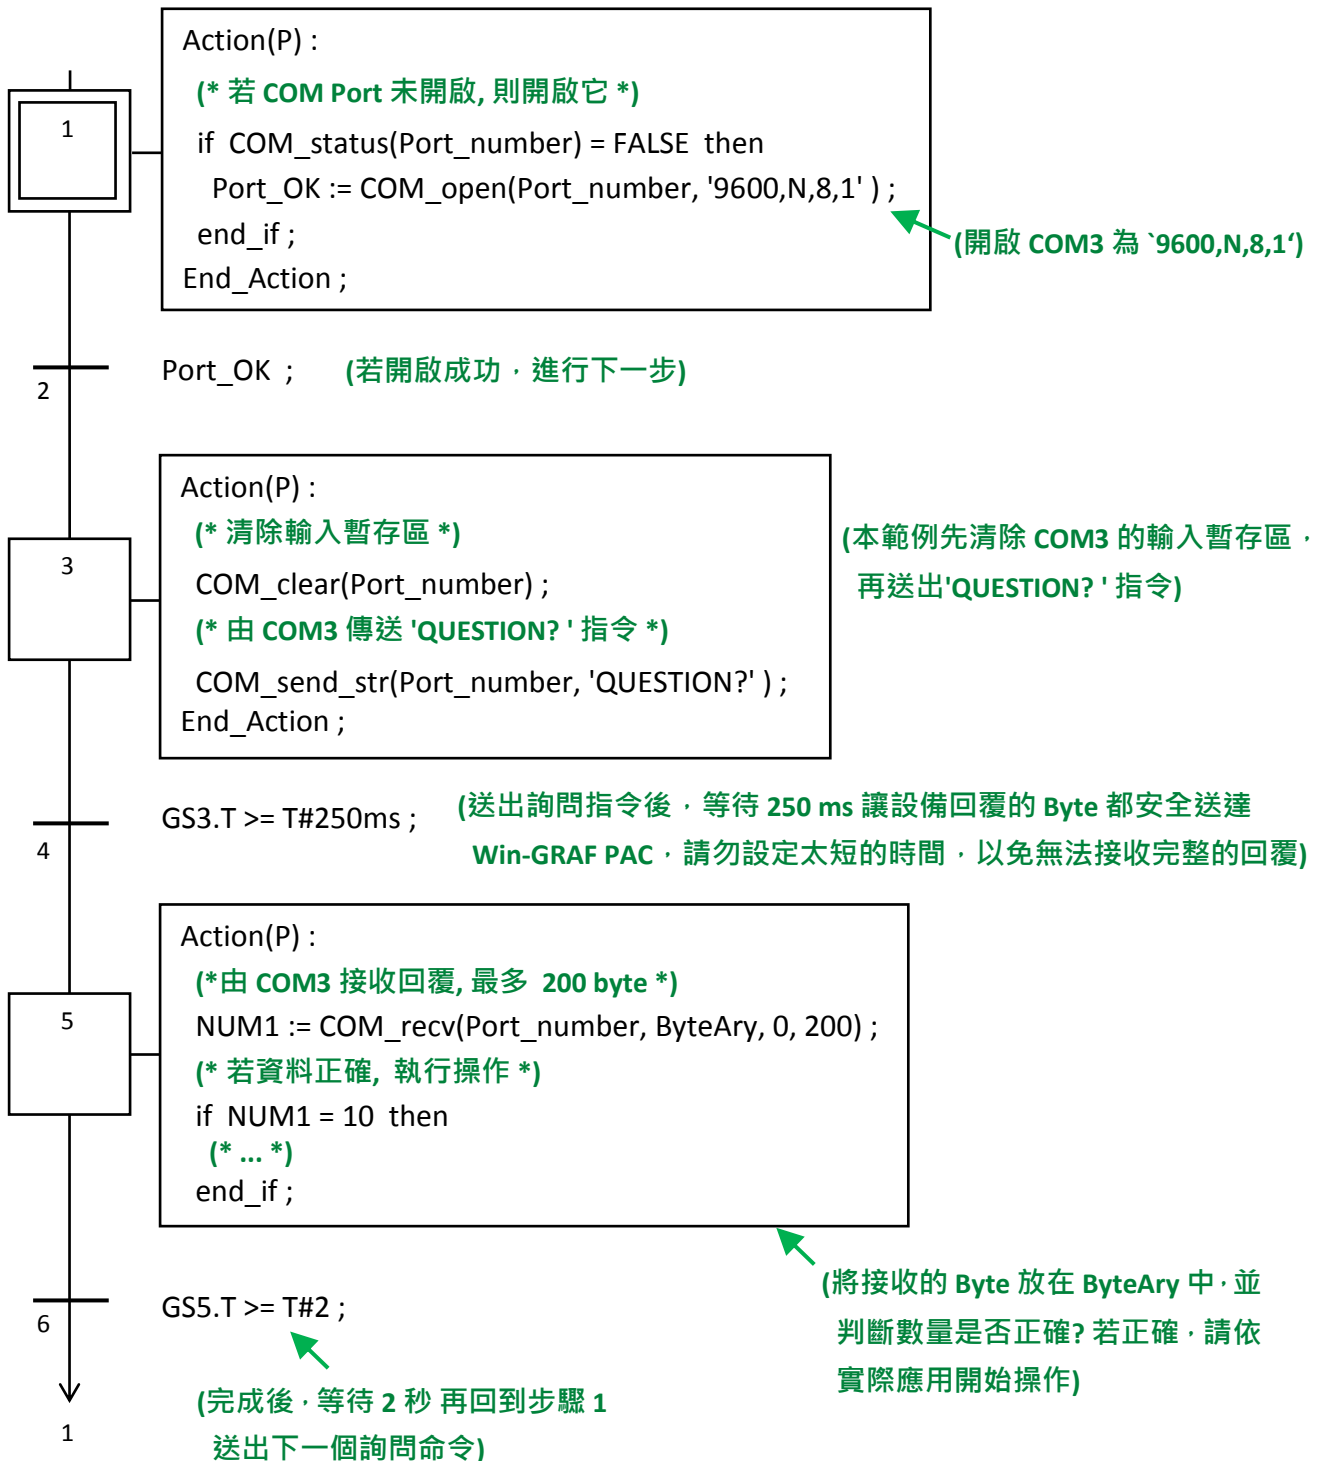 Action(P) :
(* 若 COM Port 未開啟, 則開啟它 *)
1
if COM_status(Port_number) = FALSE then
Port_OK := COM_open(Port_number, '9600,N,8,1' ) ;
end_if ;
(開啟 COM3 為 `9600,N,8,1‘)
End_Action ;
Port_OK ; (若開啟成功，進行下一步)
2
Action(P) :
(* 清除輸入暫存區 *)
(本範例先清除 COM3 的輸入暫存區，
3
COM_clear(Port_number) ;
再送出'QUESTION? ' 指令)
(* 由 COM3 傳送 'QUESTION? ' 指令 *)
COM_send_str(Port_number, 'QUESTION?' ) ;
End_Action ;
GS3.T >= T#250ms ; (送出詢問指令後，等待 250 ms 讓設備回覆的 Byte 都安全送達
4
Win-GRAF PAC，請勿設定太短的時間，以免無法接收完整的回覆)
Action(P) :
(*由 COM3 接收回覆, 最多 200 byte *)
5
NUM1 := COM_recv(Port_number, ByteAry, 0, 200) ;
(* 若資料正確, 執行操作 *)
if NUM1 = 10 then
(* ... *)
end_if ;
(將接收的 Byte 放在 ByteAry 中，並
GS5.T >= T#2 ;
6
判斷數量是否正確? 若正確，請依
實際應用開始操作)
(完成後，等待 2 秒 再回到步驟 1
1
送出下一個詢問命令)